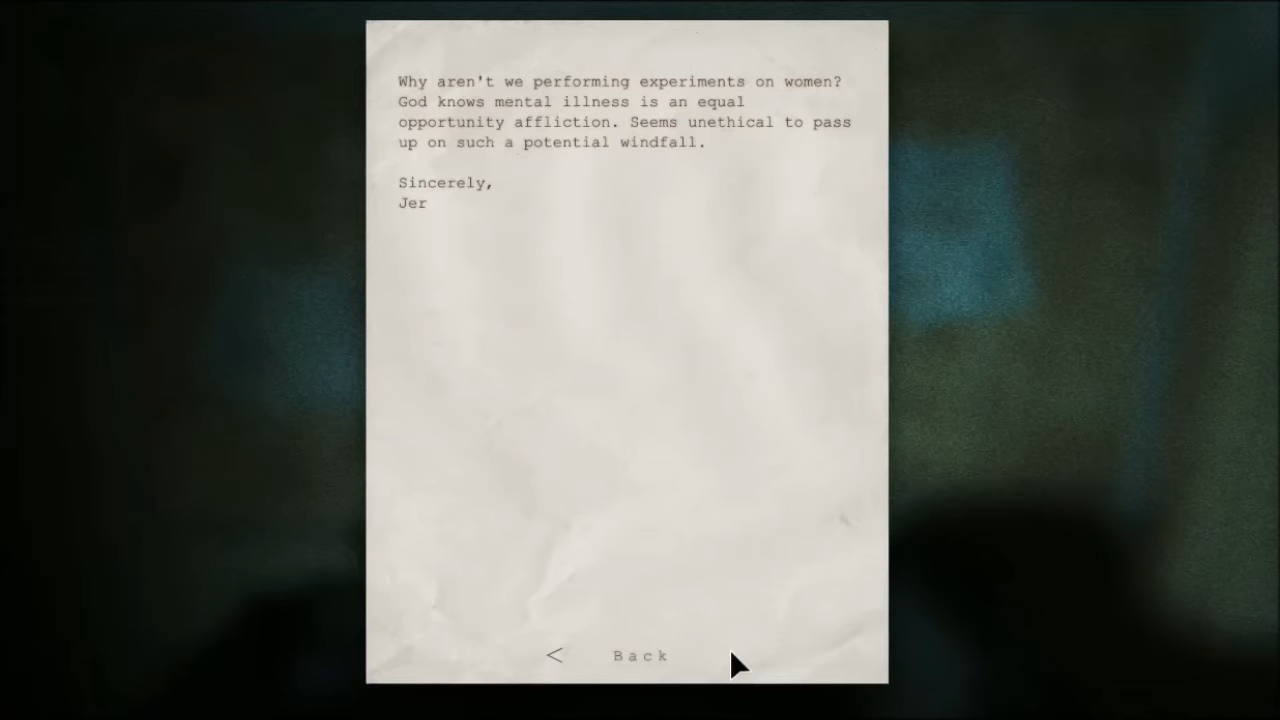 Why aren't we performing experiments on women?
God knows mental illness is an equal
opportunity affliction. Seems unethical to pass
up on such a potential windfall.
Sincerely,
Jer
< Back